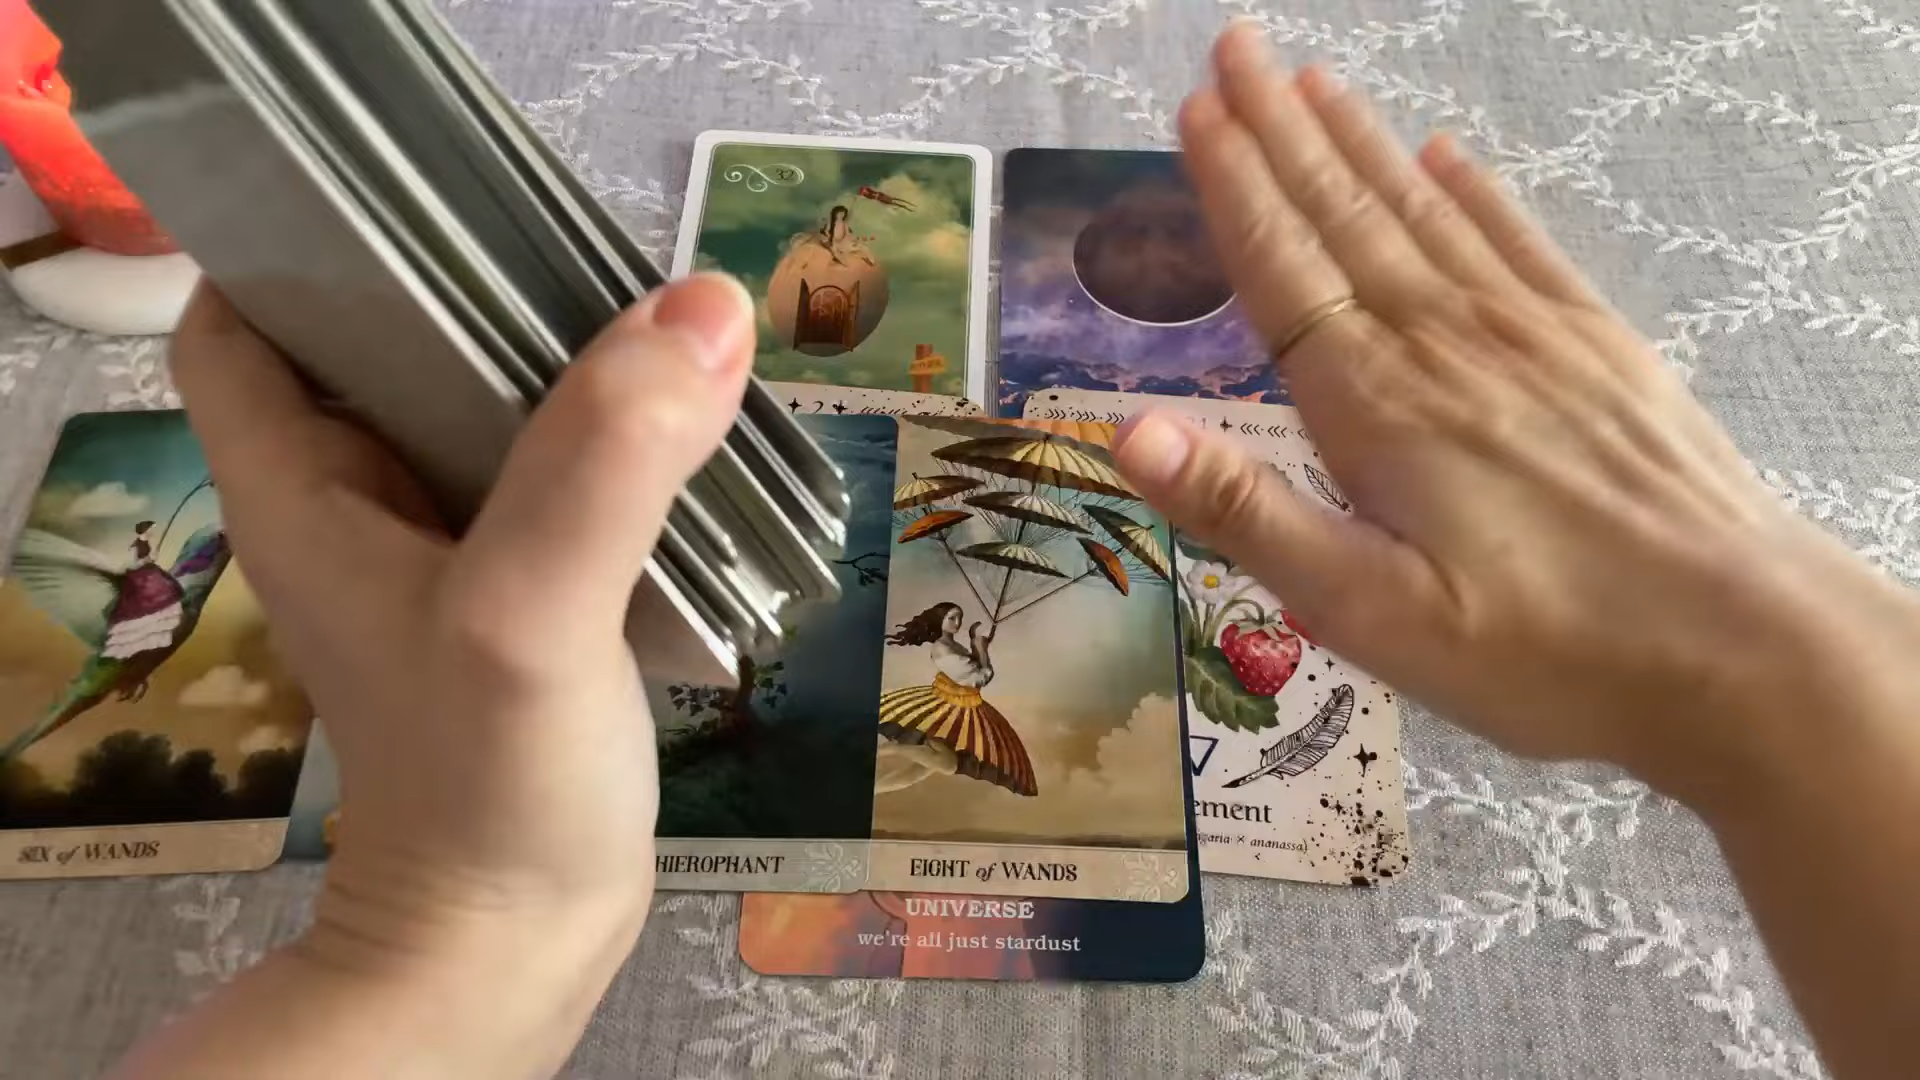 32
SIX of WANDS
HIEROPHANT
EIGHT of WANDS
ement
ananassa)
UNIVERSE
we're all just stardust